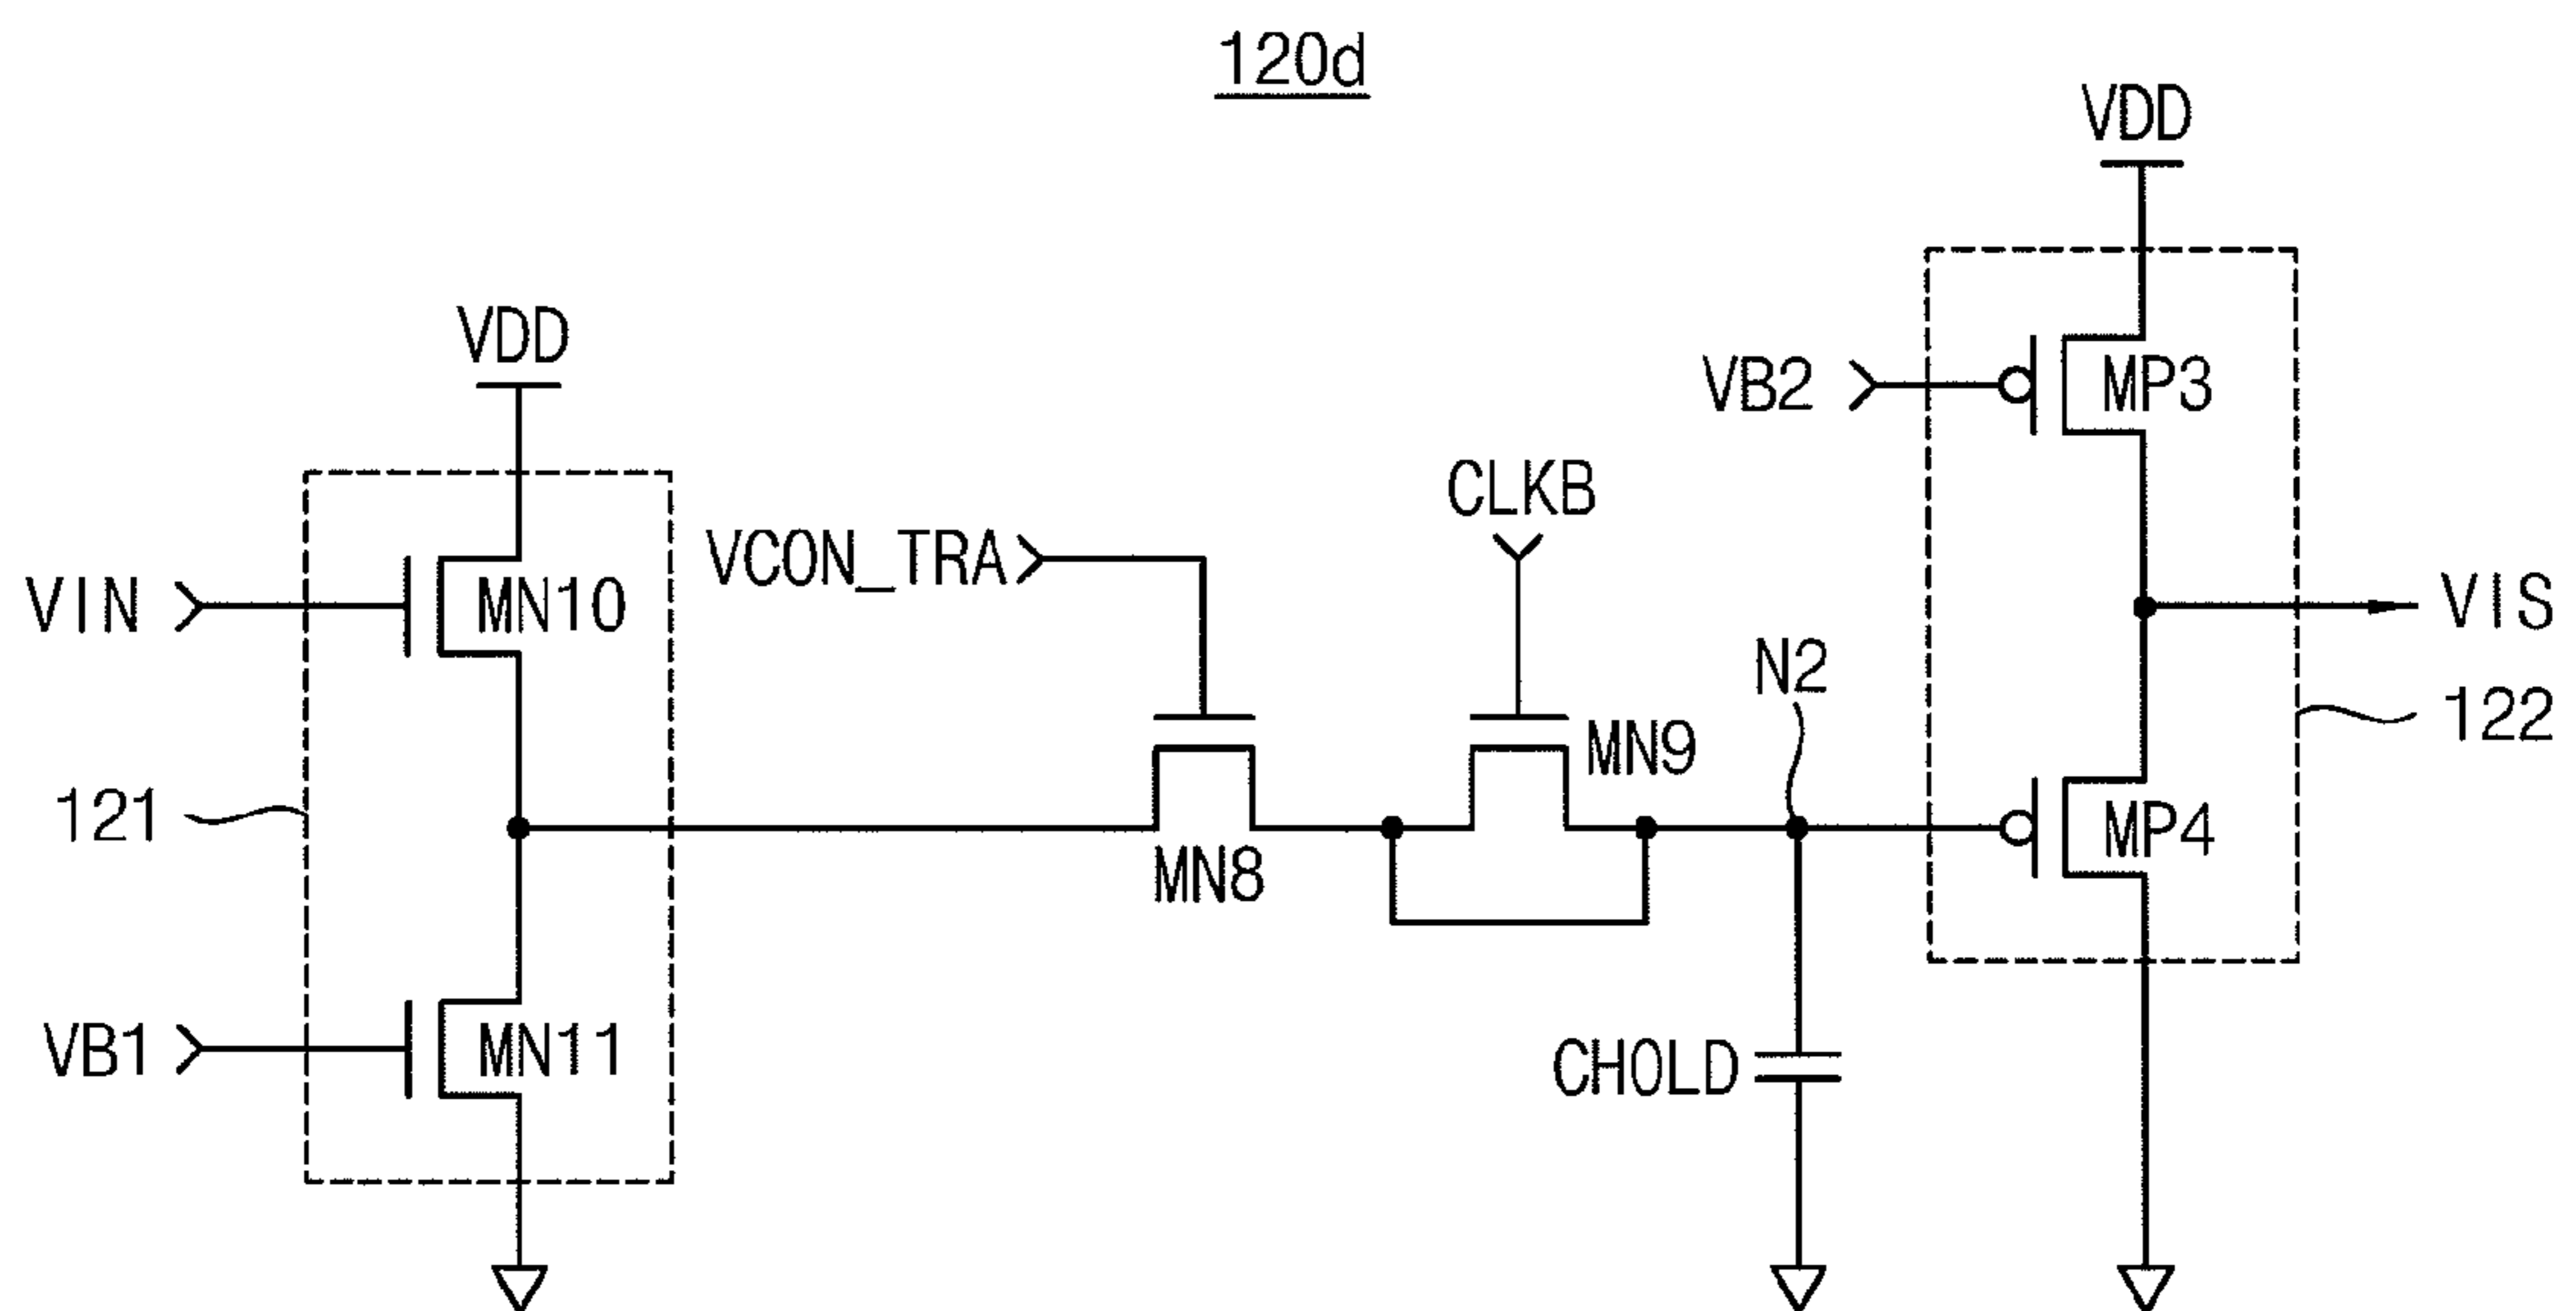 120d
VDD
VDD
VB2
MP3
CLKB
VCON_TRA
VIN
MN10
VIS
N2
122
MN9
121
MN8
MP4
VB1
MN11
CHOLD